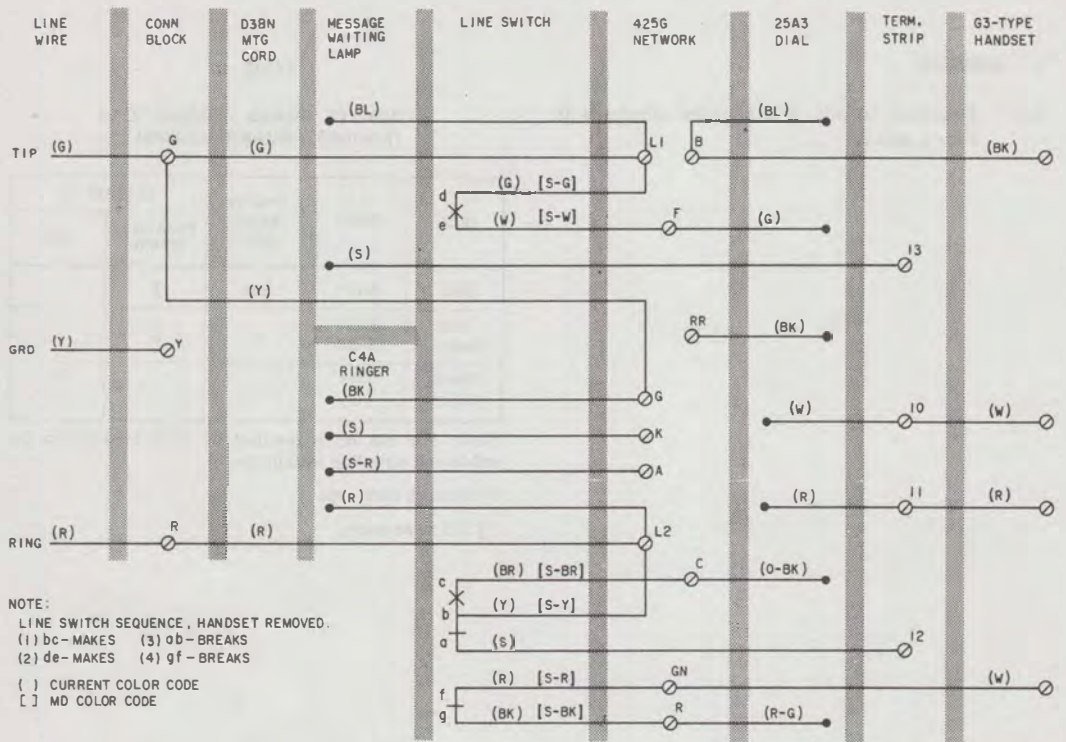 LINE WIRE
CONN BLOCK
D3BN MTG CORD
MESSAGE WAITING LAMP
LINE SWITCH
425G NETWORK
25A3 DIAL
TERM. STRIP
G3-TYPE HANDSET
(BL) (BL)
TIP (G) G (G) L1 B (BK)
d (G) [S-G]
e (W) [S-W] F (G)
(S) 13
(Y)
RR (BK)
GRD (Y) Y
C4A
RINGER
(BK) G
(W) 10 (W)
(S) K
(S-R) A
(R) (R) 11 (R)
RING (R) R (R) L2
c (BR) [S-BR] C (O-BK)
b (Y) [S-Y]
a (S) 12
f (R) [S-R] GN (W)
g (BK) [S-BK] R (R-G)
NOTE:
LINE SWITCH SEQUENCE, HANDSET REMOVED.
(1) bc-MAKES (3) ab-BREAKS
(2) de-MAKES (4) gf-BREAKS
( ) CURRENT COLOR CODE
[ ] MD COLOR CODE